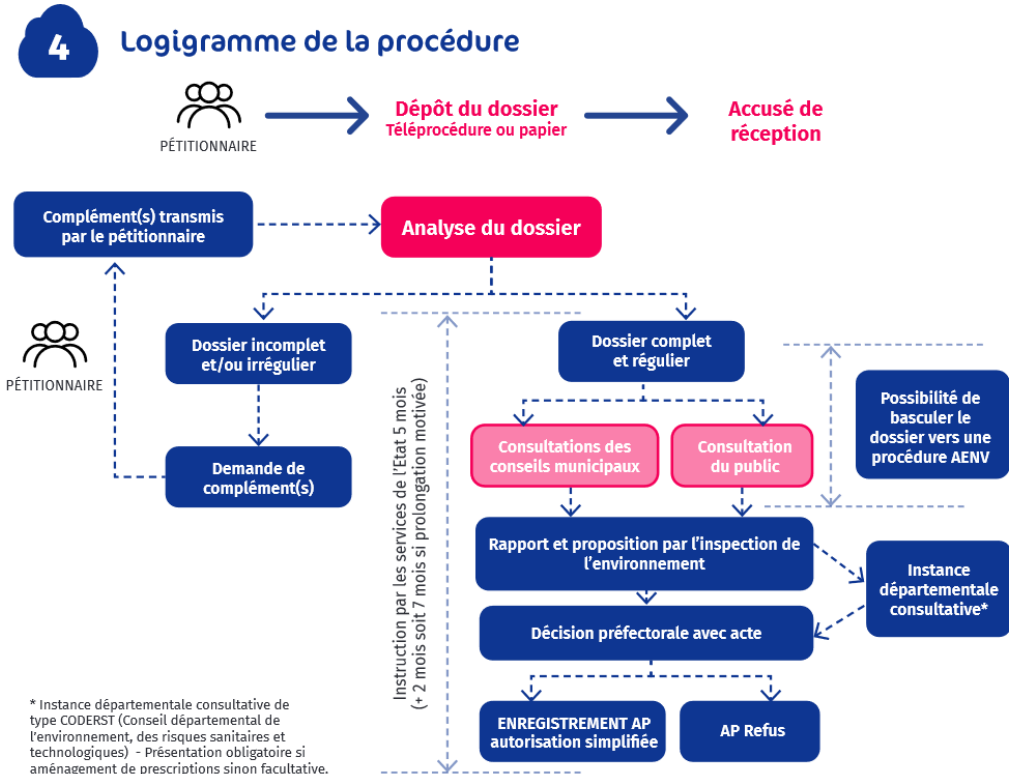 4
Logigramme de la procédure
PÉTITIONNAIRE
Dépôt du dossier
Téléprocédure ou papier
Accusé de
réception
Complément(s) transmis
par le pétitionnaire
Analyse du dossier
PÉTITIONNAIRE
Dossier incomplet
et/ou irrégulier
Demande de
complément(s)
Instruction par les services de l'Etat 5 mois
(+ 2 mois soit 7 mois si prolongation motivée)
Dossier complet
et régulier
Consultations des
conseils municipaux
Consultation
du public
Possibilité de
basculer le
dossier vers une
procédure AENV
Rapport et proposition par l'inspection de
l'environnement
Instance
départementale
consultative*
Décision préfectorale avec acte
ENREGISTREMENT AP
autorisation simplifiée
AP Refus
* Instance départementale consultative de
type CODERST (Conseil départemental de
l'environnement, des risques sanitaires et
technologiques) - Présentation obligatoire si
aménagement de prescriptions sinon facultative.